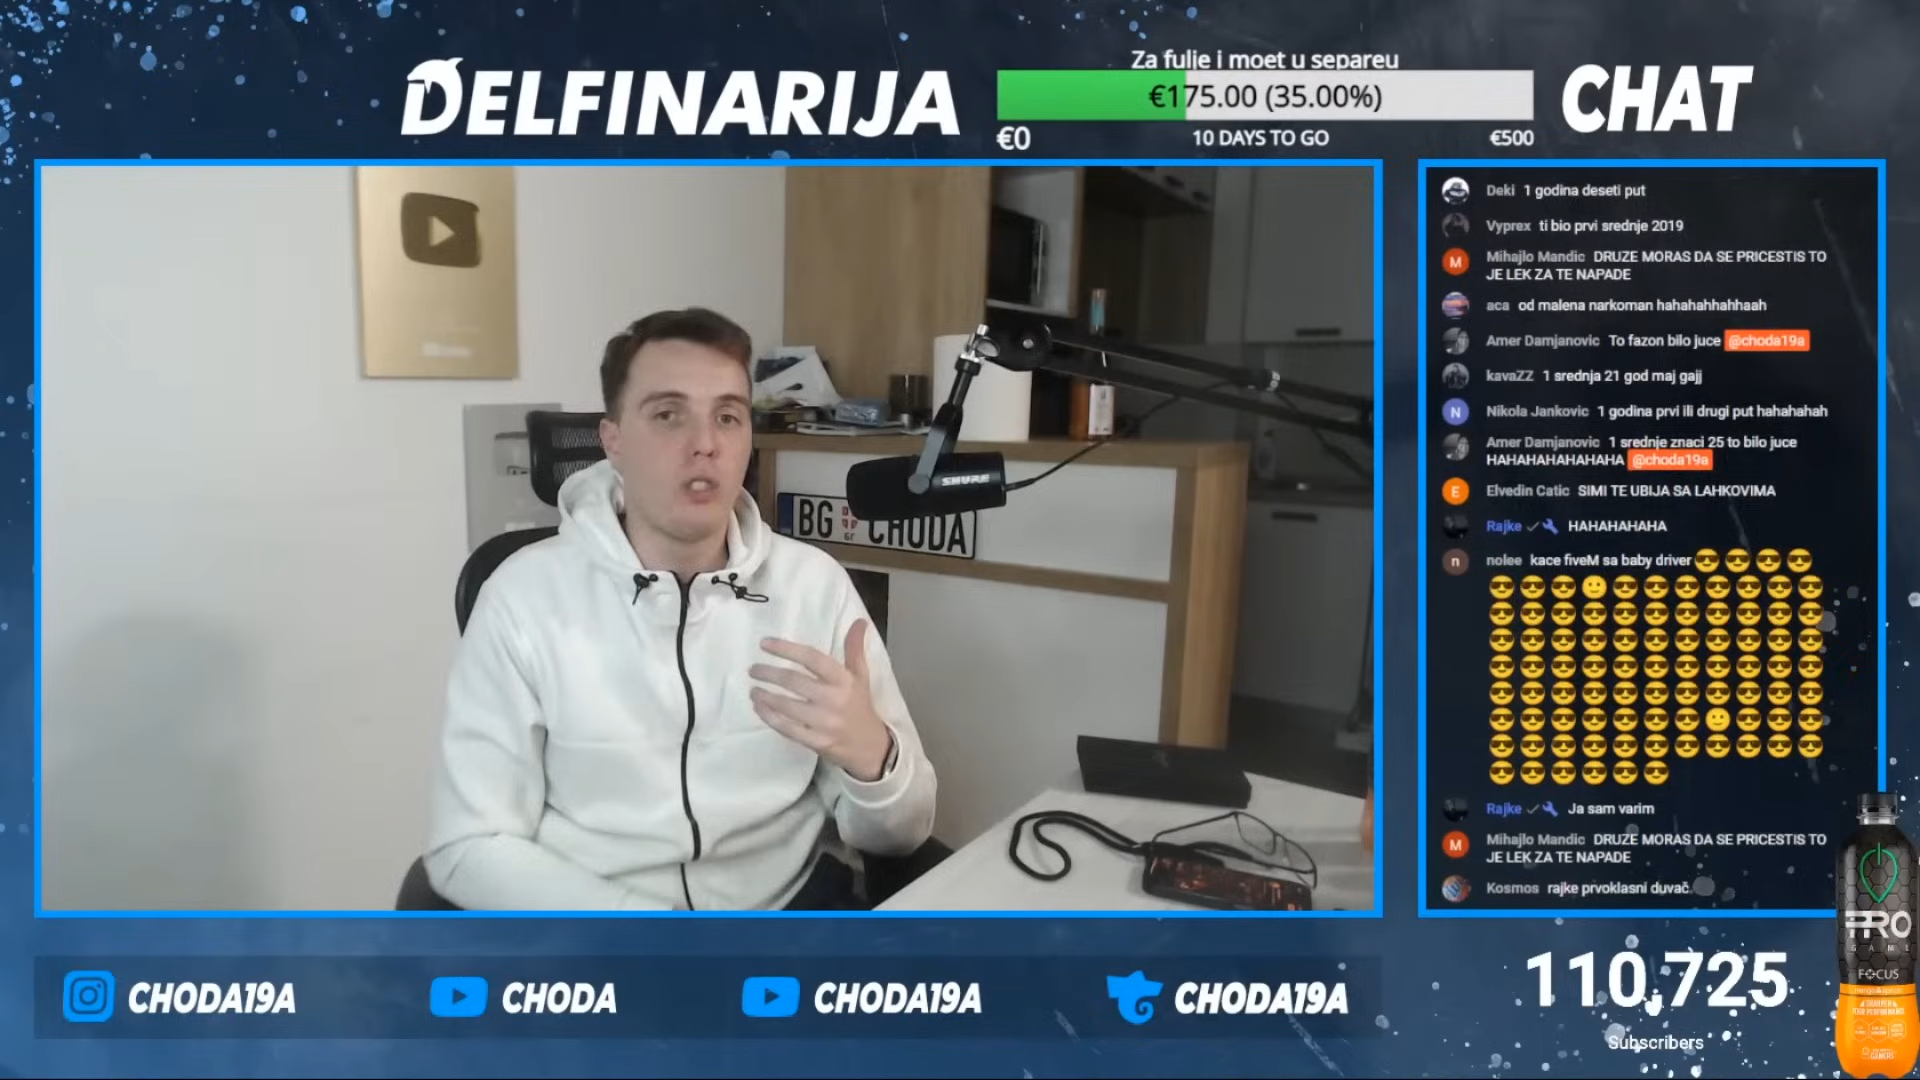 DELFINARIJA
Za fulje i moet u separeu
€175.00 (35.00%)
€0
10 DAYS TO GO
€500
CHAT
Deki 1 godina deseti put
Vyprex ti bio prvi srednje 2019
M
Mihajlo Mandic DRUZE MORAS DA SE PRICESTIS TO
JE LEK ZA TE NAPADE
aca od malena narkoman hahahahhahhaah
Amer Damjanovic To fazon bilo juce @choda19a
kavaZZ 1 srednja 21 god maj gajj
N
Nikola Jankovic 1 godina prvi ili drugi put hahahahah
Amer Damjanovic 1 srednje znaci 25 to bilo juce
HAHAHAHAHAHAHA @choda19a
E
Elvedin Catic SIMI TE UBIJA SA LAHKOVIMA
Rajke HAHAHAHAHA
n
nolee kace fiveM sa baby driver
Rajke Ja sam varim
M
Mihajlo Mandic DRUZE MORAS DA SE PRICESTIS TO
JE LEK ZA TE NAPADE
Kosmos rajke prvoklasni duvač
SHURE
BG CHODA
CHODA19A
CHODA
CHODA19A
CHODA19A
110,725
Subscribers
PRO
GAME
FOCUS